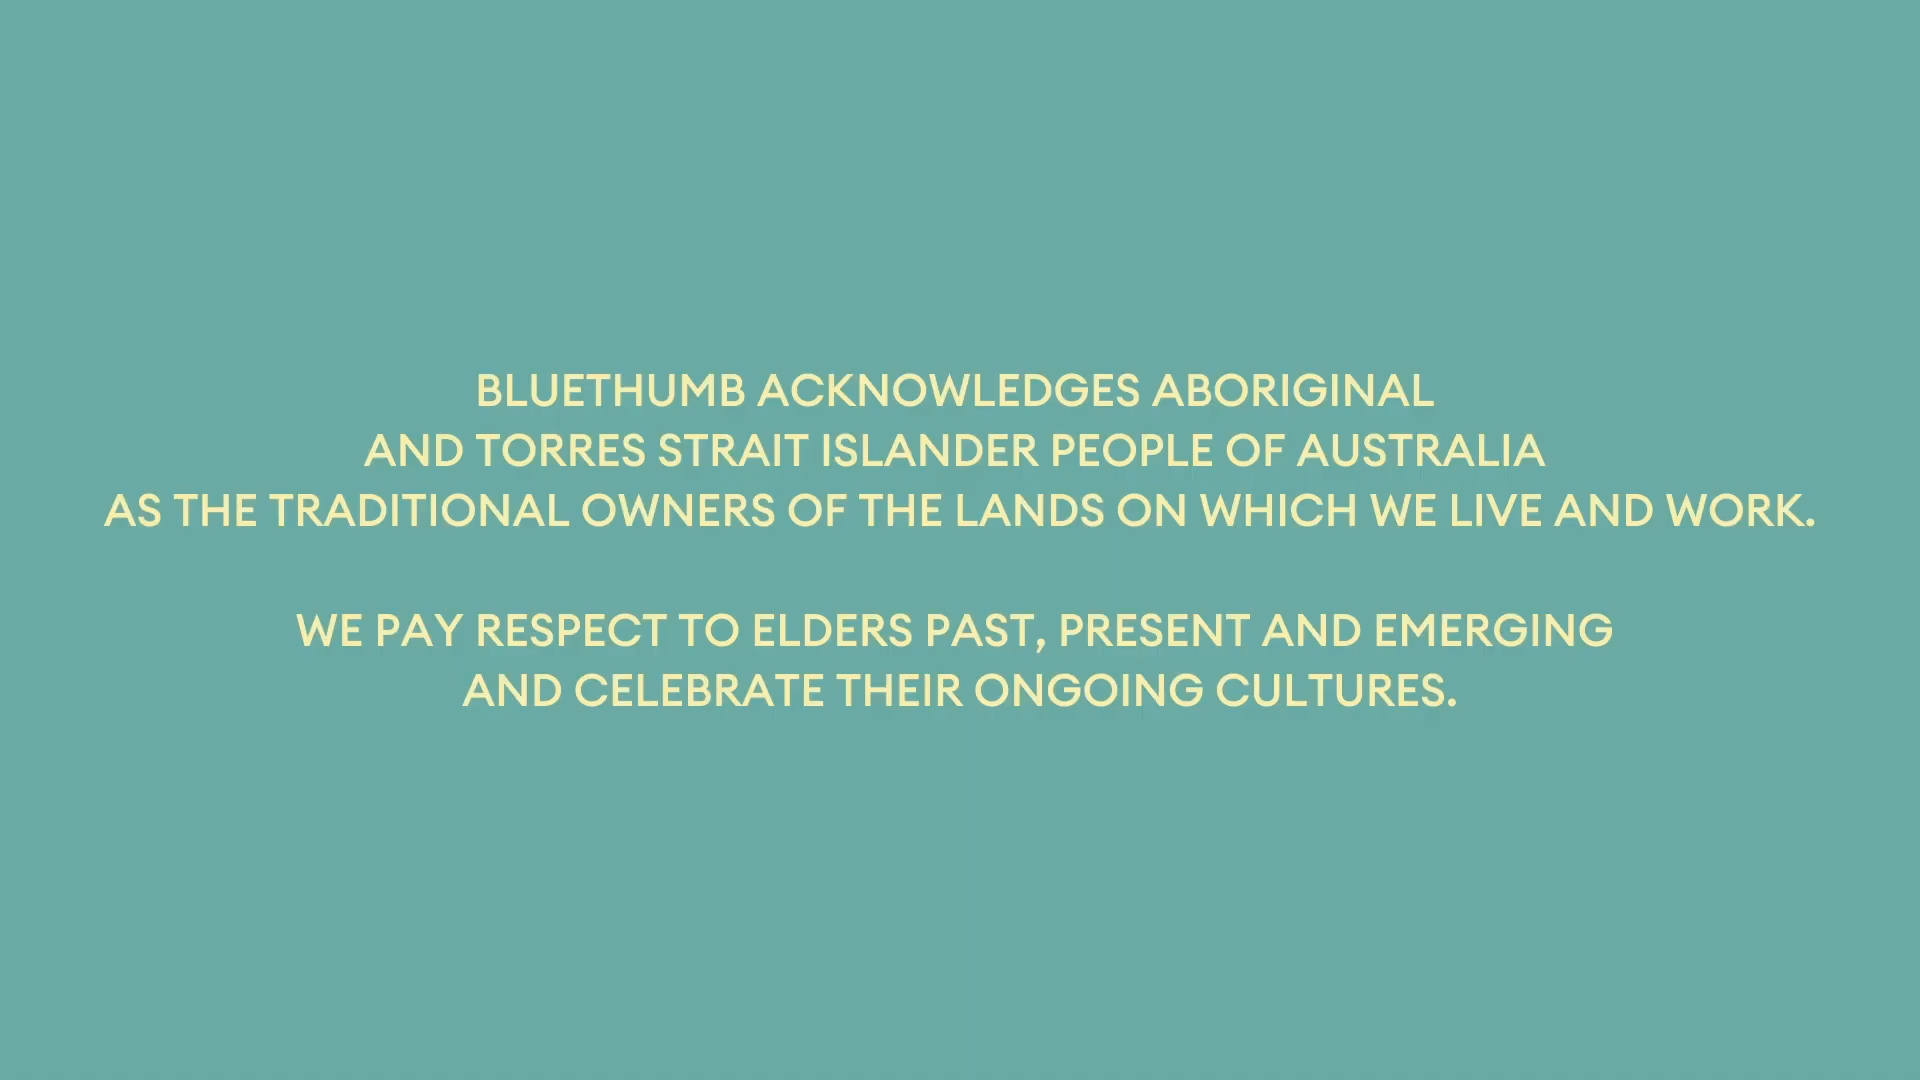 BLUETHUMB ACKNOWLEDGES ABORIGINAL
AND TORRES STRAIT ISLANDER PEOPLE OF AUSTRALIA
AS THE TRADITIONAL OWNERS OF THE LANDS ON WHICH WE LIVE AND WORK.
WE PAY RESPECT TO ELDERS PAST, PRESENT AND EMERGING
AND CELEBRATE THEIR ONGOING CULTURES.